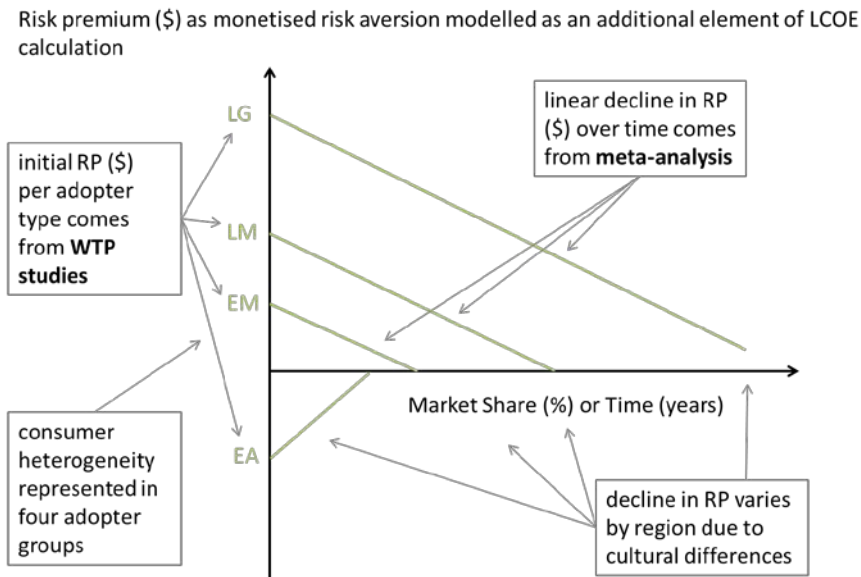 Risk premium ($) as monetised risk aversion modelled as an additional element of LCOE
calculation
LG
linear decline in RP
($) over time comes
from meta-analysis
initial RP ($)
per adopter
type comes
from WTP
studies
LM
EM
Market Share (%) or Time (years)
consumer
heterogeneity
represented in
four adopter
groups
EA
decline in RP varies
by region due to
cultural differences